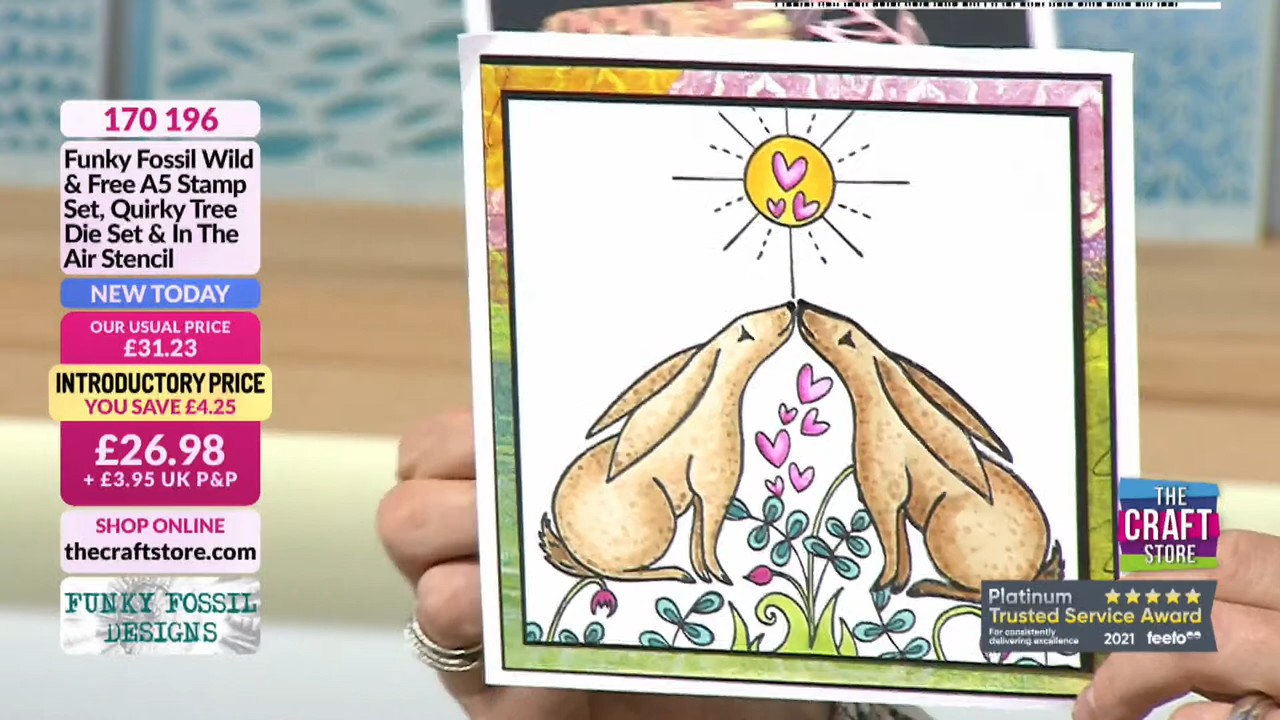 170 196
Funky Fossil Wild
& Free A5 Stamp
Set, Quirky Tree
Die Set & In The
Air Stencil
NEW TODAY
OUR USUAL PRICE
£31.23
INTRODUCTORY PRICE
YOU SAVE £4.25
£26.98
+ £3.95 UK P&P
SHOP ONLINE
thecraftstore.com
FUNKY FOSSIL
DESIGNS
THE
CRAFT
STORE
Platinum
Trusted Service Award
For consistently
delivering excellence
2021 feefo